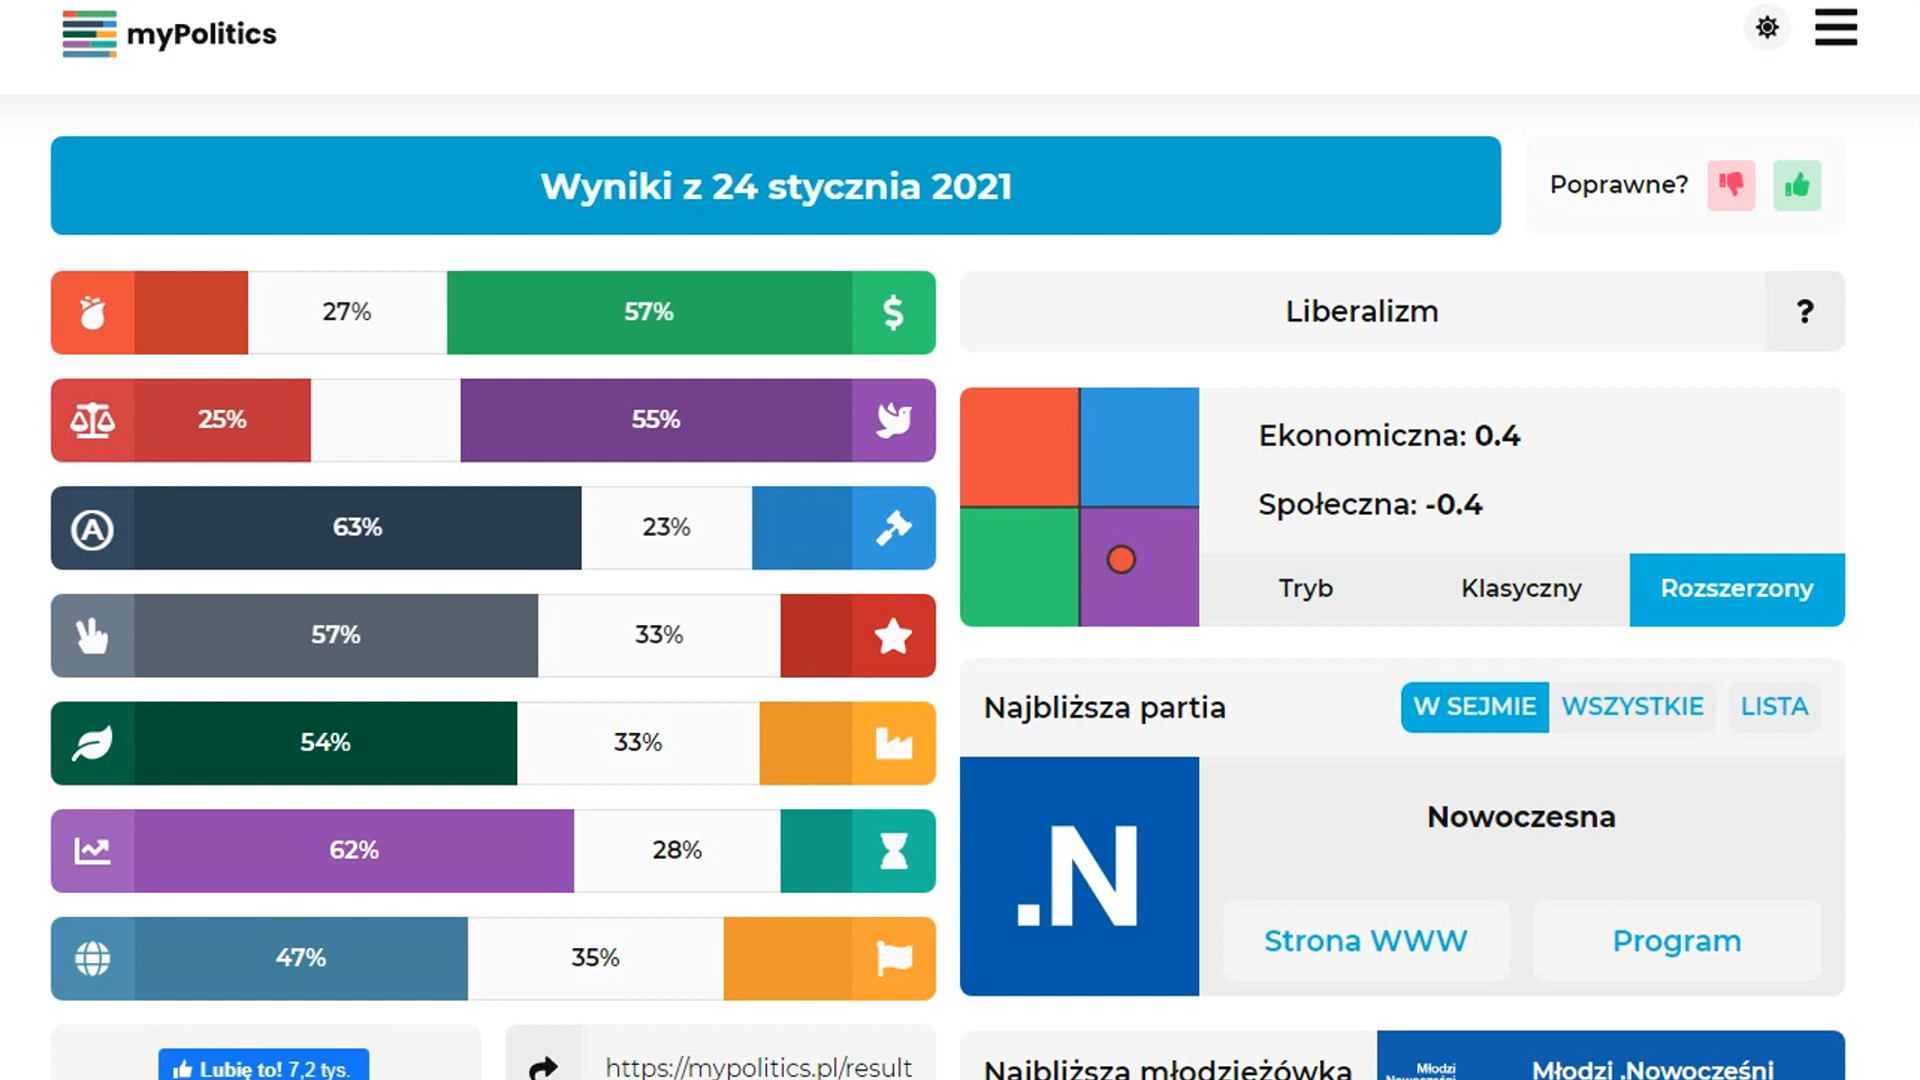 myPolitics
Wyniki z 24 stycznia 2021
Poprawne?
27% 57%
25% 55%
63% 23%
57% 33%
54% 33%
62% 28%
47% 35%
Lubię to! 7,2 tys.
https://mypolitics.pl/result
Liberalizm ?
Ekonomiczna: 0.4
Społeczna: -0.4
Tryb Klasyczny Rozszerzony
Najbliższa partia W SEJMIE WSZYSTKIE LISTA
.N
Nowoczesna
Strona WWW Program
Najbliższa młodzieżówka
Młodzi
Nowocześni
Młodzi .Nowocześni